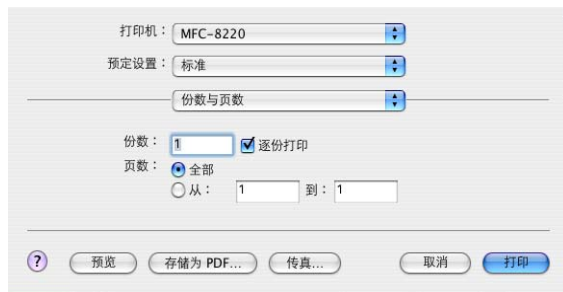 打印机： MFC-8220
预定设置： 标准
份数与页数
份数： 1 逐份打印
页数： 全部
从： 1 到： 1
? 预览 存储为 PDF... 传真... 取消 打印